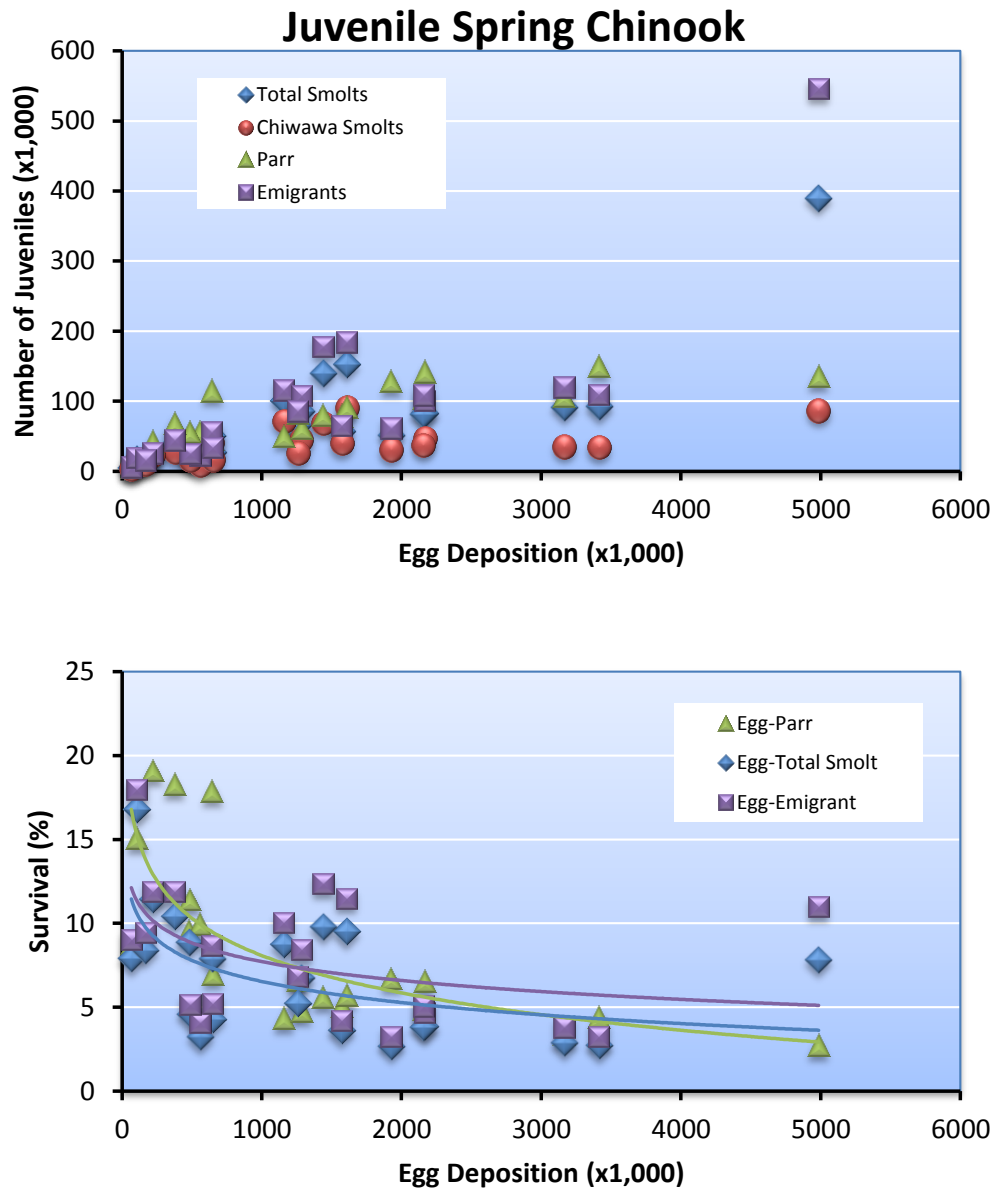 Juvenile Spring Chinook
600
500
400
300
200
100
0
Number of Juveniles (x1,000)
Total Smolts
Chiwawa Smolts
Parr
Emigrants
0 1000 2000 3000 4000 5000 6000
Egg Deposition (x1,000)
25
20
15
10
5
0
Survival (%)
Egg-Parr
Egg-Total Smolt
Egg-Emigrant
0 1000 2000 3000 4000 5000 6000
Egg Deposition (x1,000)